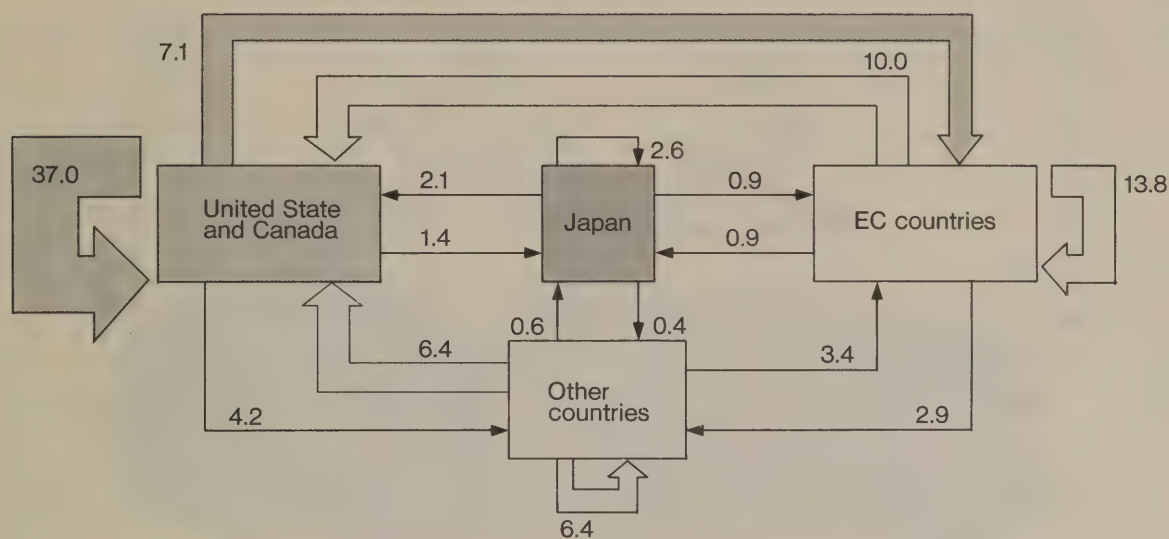 7.1
10.0
37.0
2.6
13.8
United State
and Canada
2.1
Japan
0.9
EC countries
1.4
0.9
0.6
0.4
6.4
3.4
Other
countries
4.2
2.9
6.4